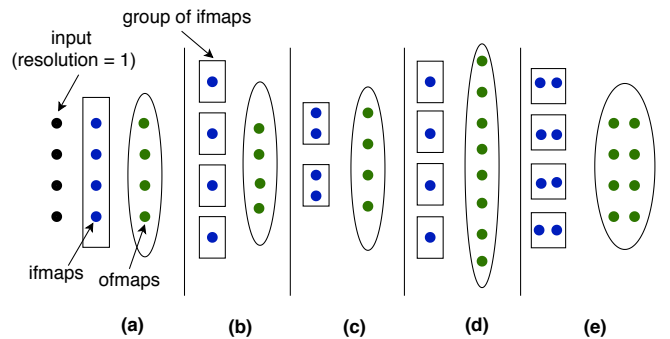 group of ifmaps
input
(resolution = 1)
ifmaps
ofmaps
(a)
(b)
(c)
(d)
(e)